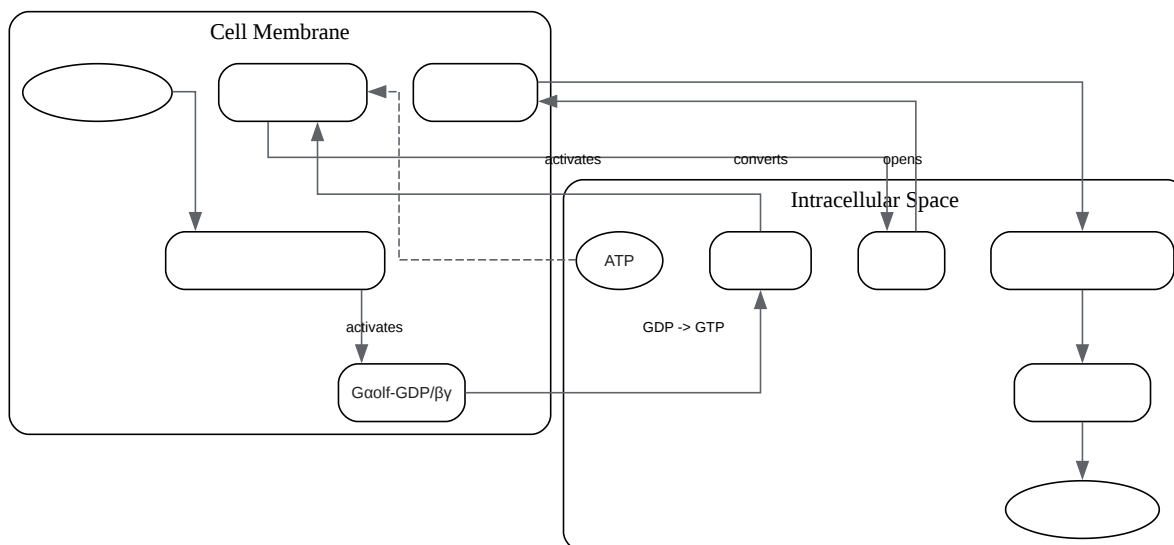 Cell Membrane
activates
converts
opens
Intracellular Space
ATP
activates
GDP -> GTP
Gαolf-GDP/βγ